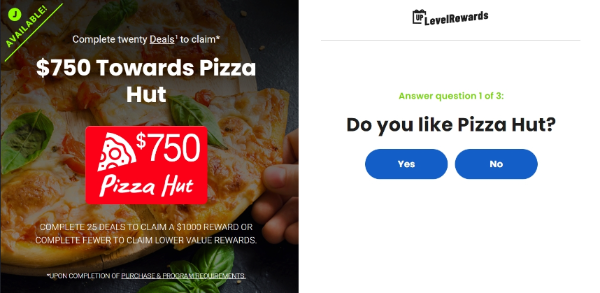 AVAILABLE!
Complete twenty Deals¹ to claim*
$750 Towards Pizza
Hut
$750
Pizza Hut
COMPLETE 25 DEALS TO CLAIM A $1000 REWARD OR
COMPLETE FEWER TO CLAIM LOWER VALUE REWARDS.
*UPON COMPLETION OF PURCHASE & PROGRAM REQUIREMENTS.
UP
LevelRewards
Answer question 1 of 3:
Do you like Pizza Hut?
Yes
No